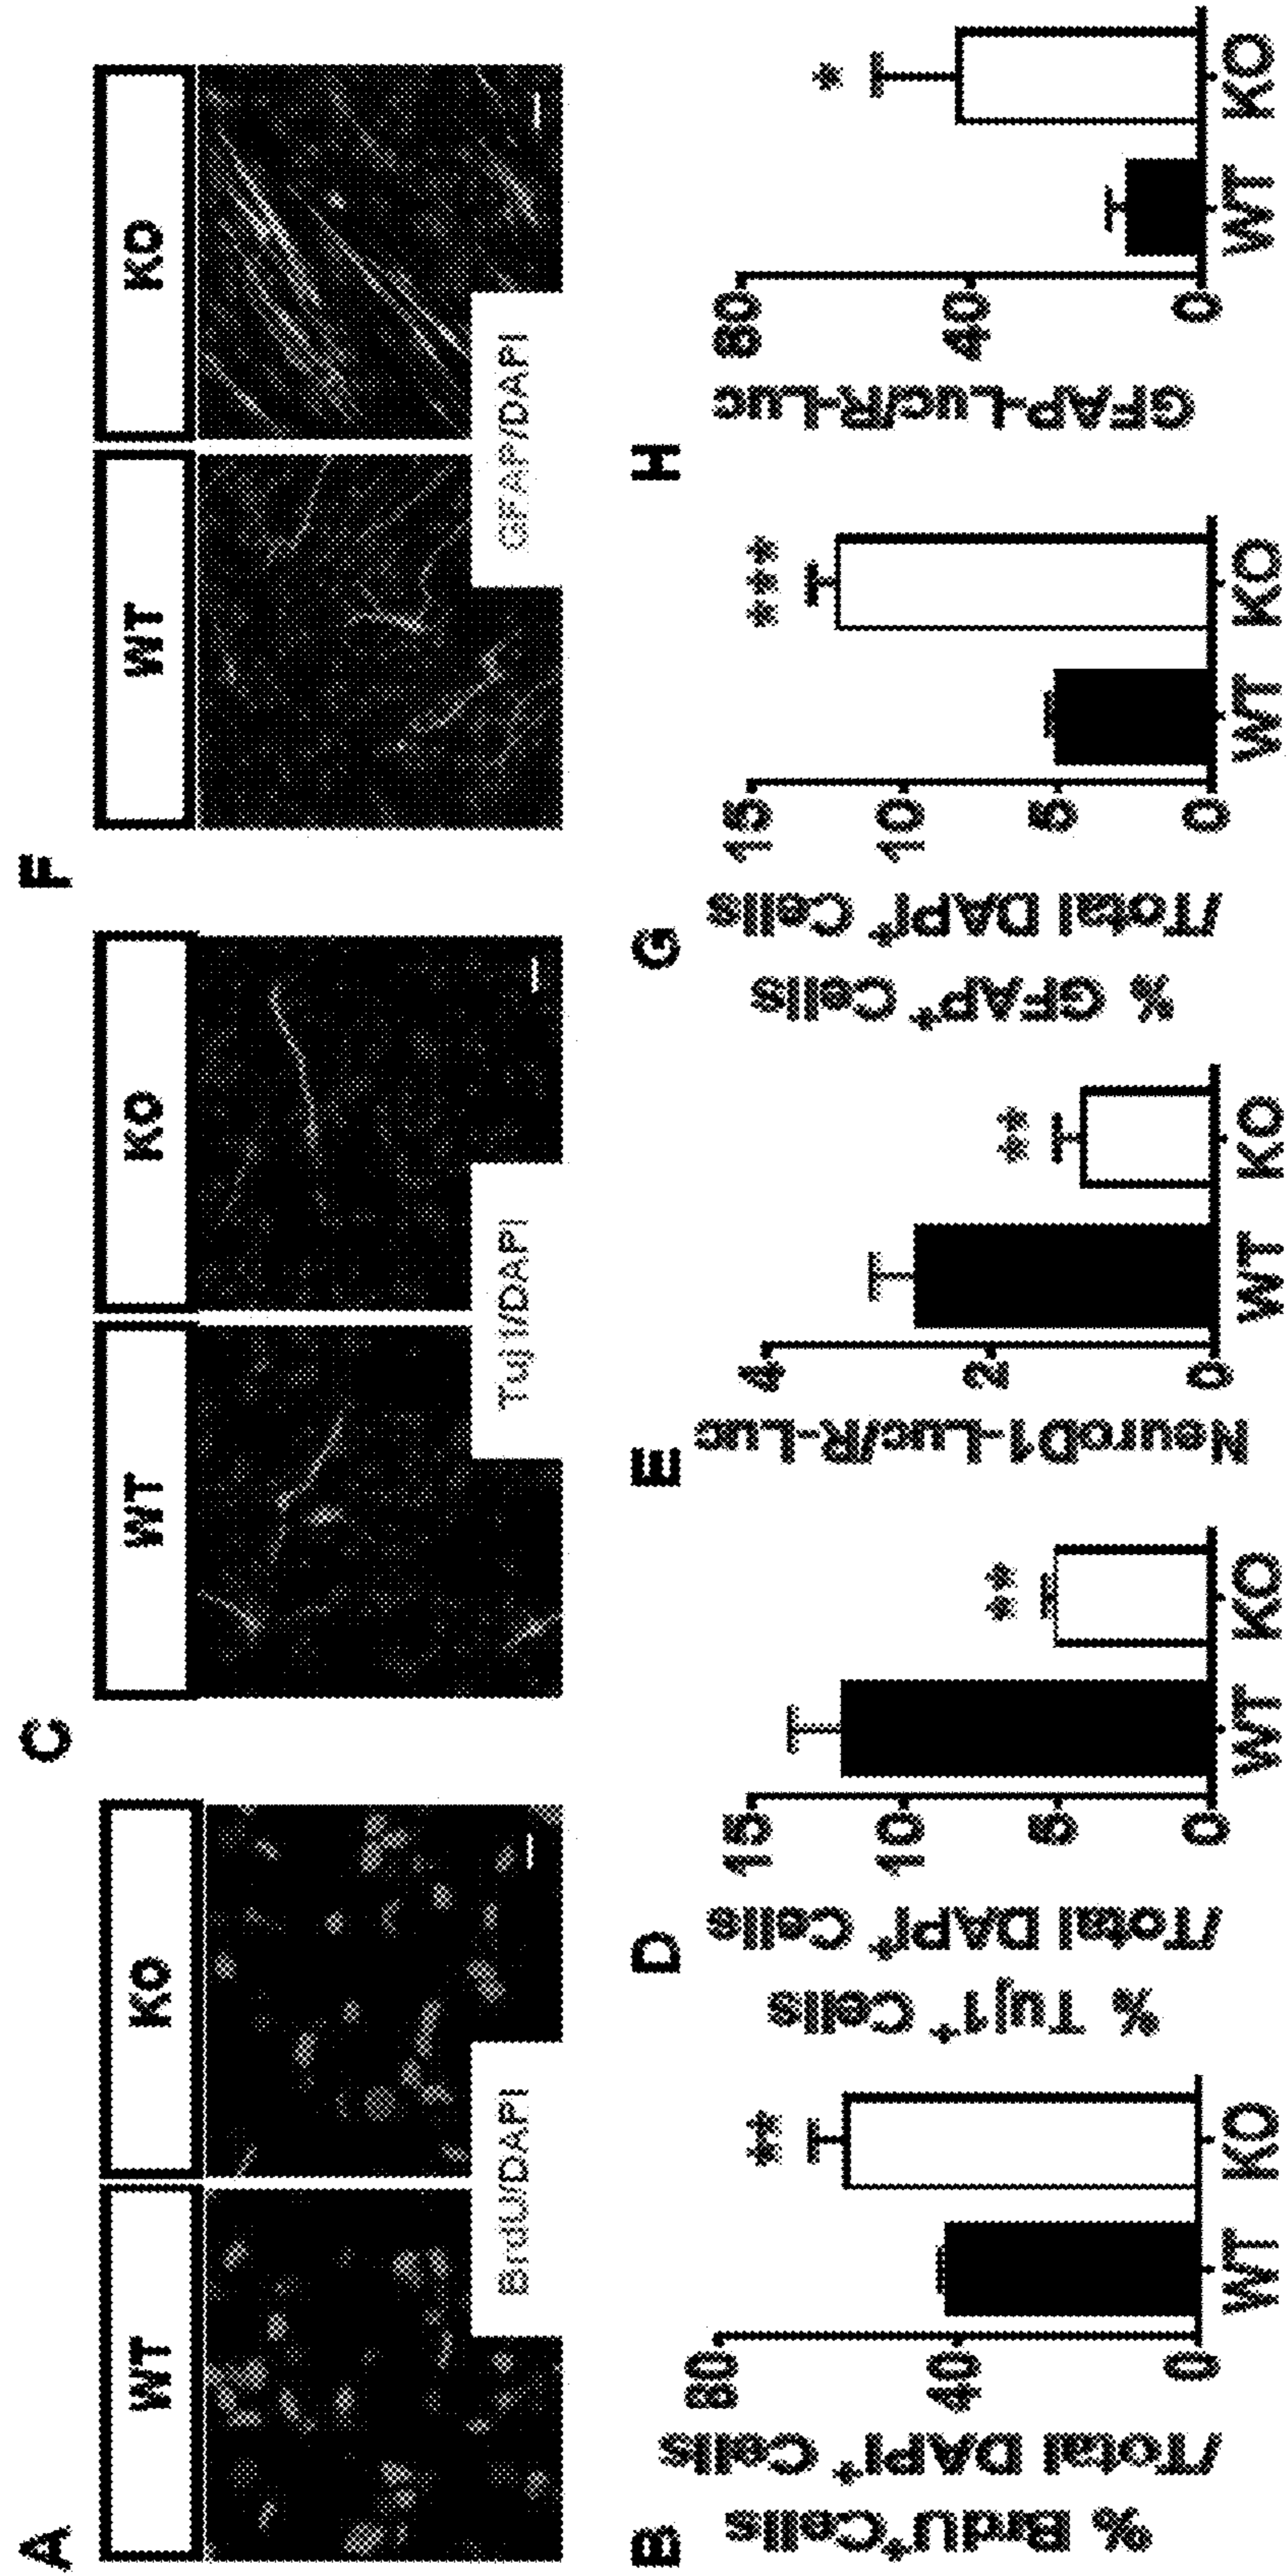 A
WT
KO
BrdU/DAPI
C
WT
KO
Tuj1/DAPI
F
WT
KO
GFAP/DAPI
B
% BrdU⁺Cells
/Total DAPI⁺ Cells
80
40
0
**
WT
KO
D
% Tuj1⁺ Cells
/Total DAPI⁺ Cells
15
10
5
0
**
WT
KO
E
NeuroD1-Luc/R-Luc
4
2
0
**
WT
KO
G
% GFAP⁺ Cells
/Total DAPI⁺ Cells
15
10
5
0
***
WT
KO
H
GFAP-Luc/R-Luc
80
40
0
*
WT
KO